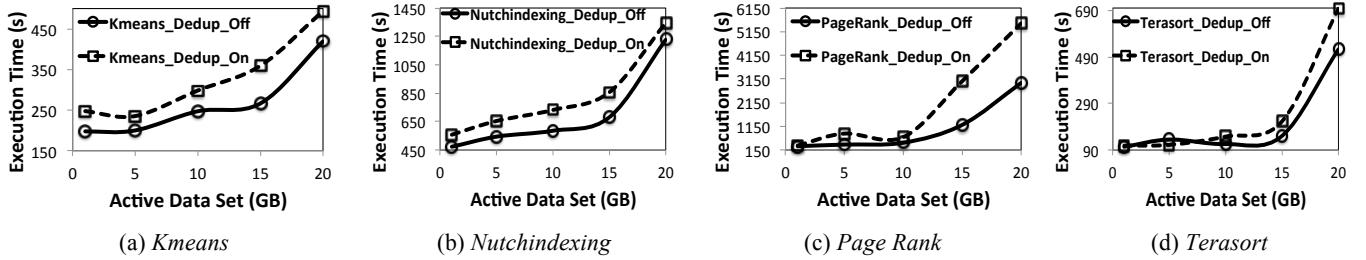 Execution Time (s)
450
350
250
150
Kmeans_Dedup_Off
Kmeans_Dedup_On
0 5 10 15 20
Active Data Set (GB)
(a) Kmeans
Execution Time (s)
1450
1250
1050
850
650
450
Nutchindexing_Dedup_Off
Nutchindexing_Dedup_On
0 5 10 15 20
Active Data Set (GB)
(b) Nutchindexing
Execution Time (s)
6150
5150
4150
3150
2150
1150
150
PageRank_Dedup_Off
PageRank_Dedup_On
0 5 10 15 20
Active Data Set (GB)
(c) Page Rank
Execution Time (s)
690
490
290
90
Terasort_Dedup_Off
Terasort_Dedup_On
0 5 10 15 20
Active Data Set (GB)
(d) Terasort